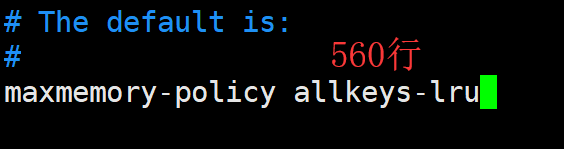 # The default is:
#
560行
maxmemory-policy allkeys-lru